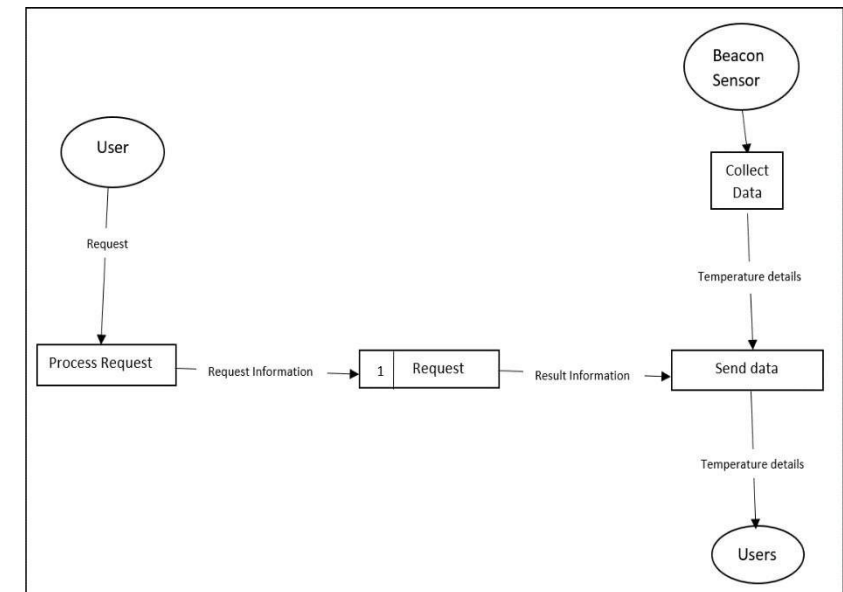 Beacon
Sensor
User
Collect
Data
Request
Temperature details
Process Request
Request Information
1 Request
Result Information
Send data
Temperature details
Users